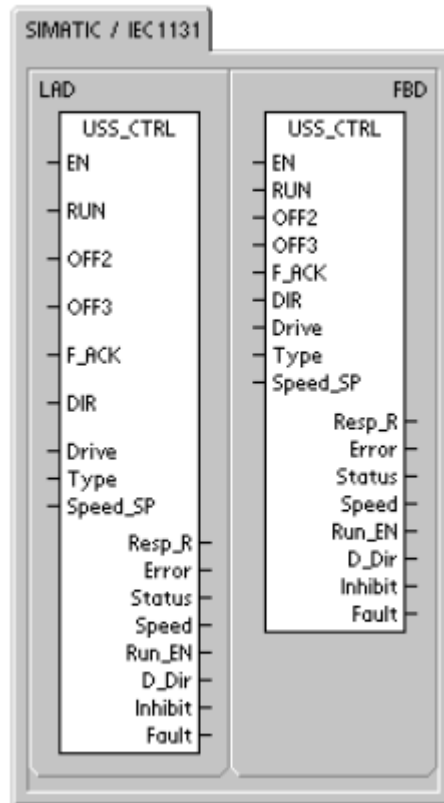 SIMATIC / IEC 1131
LAD
USS_CTRL
EN
RUN
OFF2
OFF3
F_ACK
DIR
Drive
Type
Speed_SP
Resp_R
Error
Status
Speed
Run_EN
D_Dir
Inhibit
Fault
FBD
USS_CTRL
EN
RUN
OFF2
OFF3
F_ACK
DIR
Drive
Type
Speed_SP
Resp_R
Error
Status
Speed
Run_EN
D_Dir
Inhibit
Fault